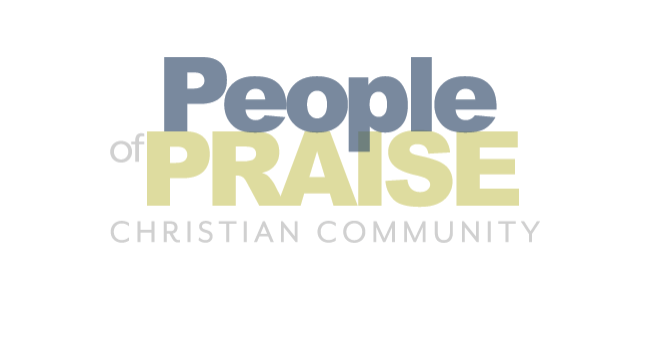 People
of PRAISE
CHRISTIAN COMMUNITY